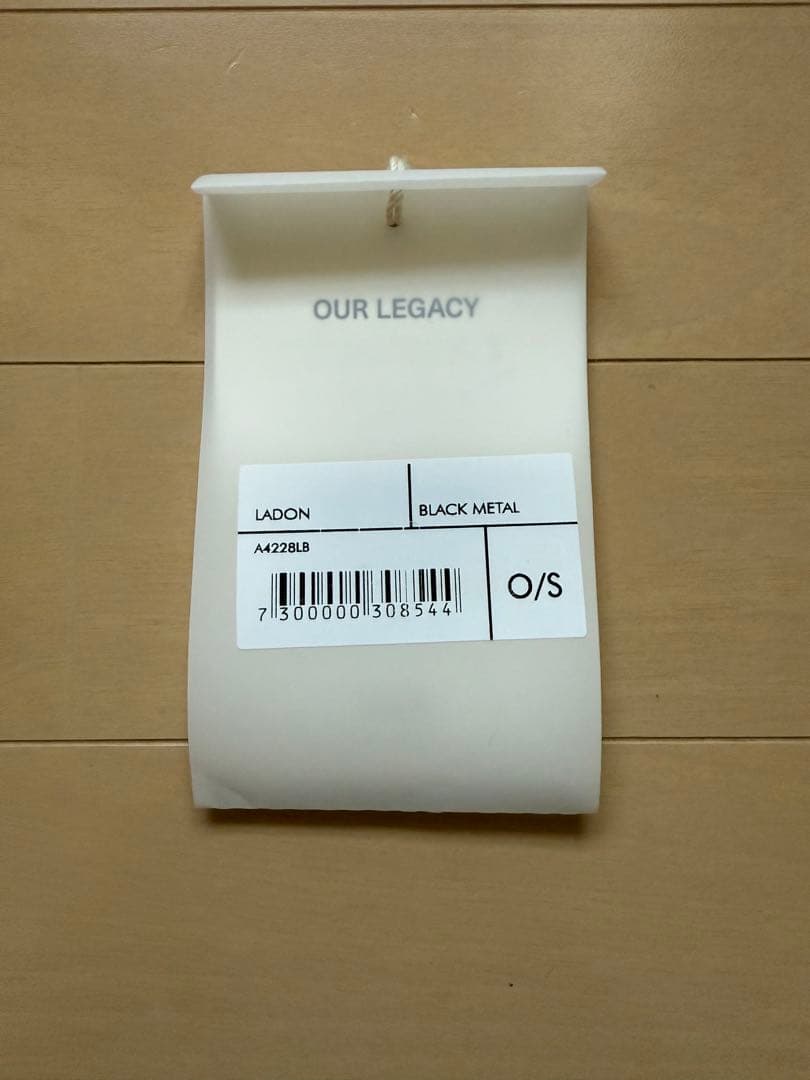 OUR LEGACY
LADON
BLACK METAL
A4228LB
O/S
7 300000 308544